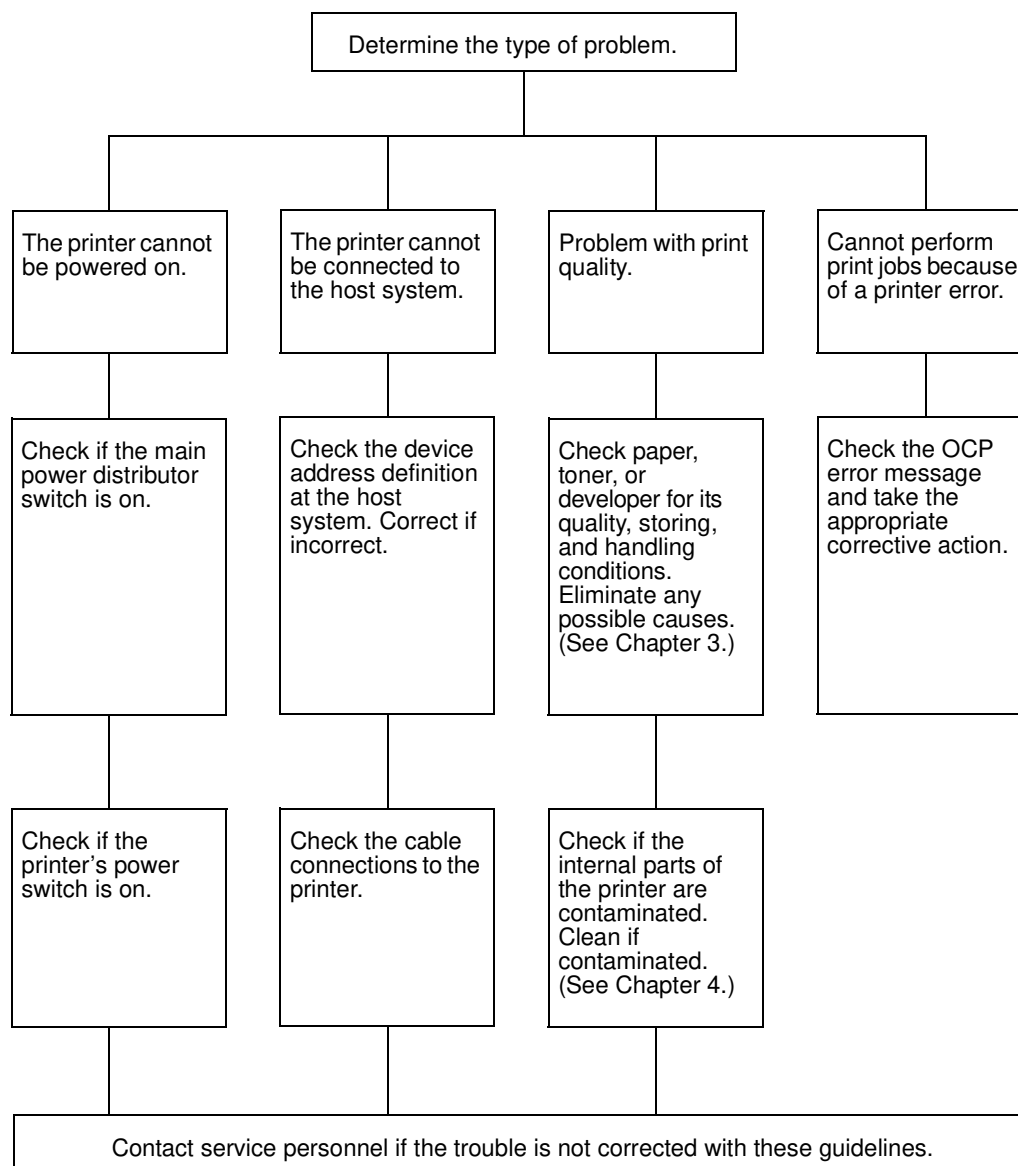 Determine the type of problem.
The printer cannot
be powered on.
The printer cannot
be connected to
the host system.
Problem with print
quality.
Cannot perform
print jobs because
of a printer error.
Check if the main
power distributor
switch is on.
Check the device
address definition
at the host
system. Correct if
incorrect.
Check paper,
toner, or
developer for its
quality, storing,
and handling
conditions.
Eliminate any
possible causes.
(See Chapter 3.)
Check the OCP
error message
and take the
appropriate
corrective action.
Check if the
printer's power
switch is on.
Check the cable
connections to the
printer.
Check if the
internal parts of
the printer are
contaminated.
Clean if
contaminated.
(See Chapter 4.)
Contact service personnel if the trouble is not corrected with these guidelines.